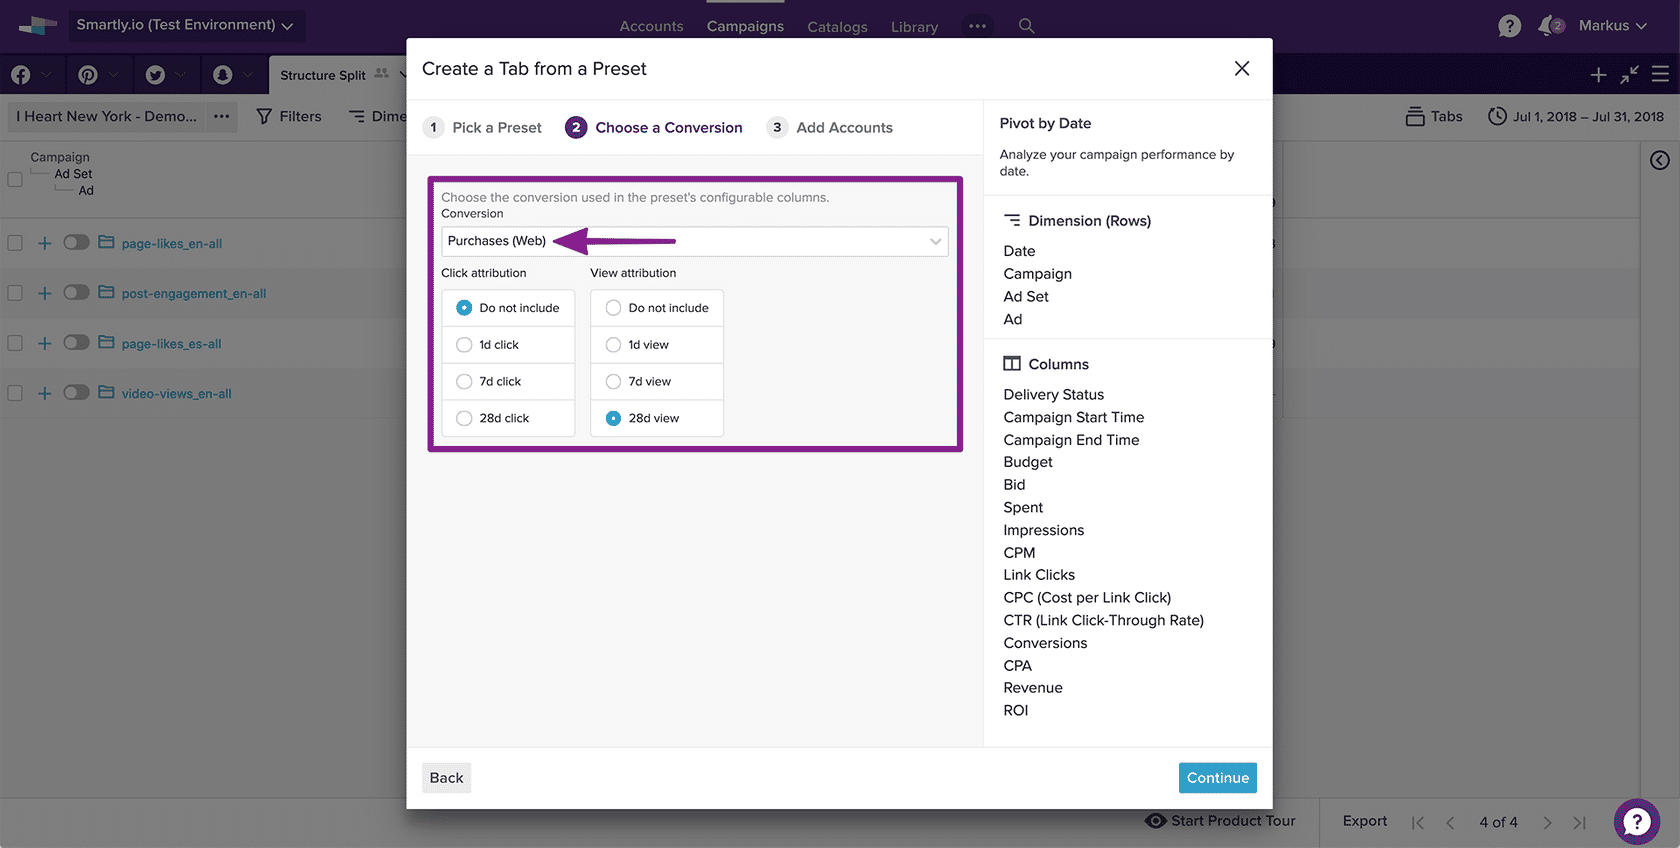 Smartly.io (Test Environment)
Accounts
Campaigns
Catalogs
Library
?
2
Markus
Structure Split
I Heart New York - Demo...
Filters
Dime
Tabs
Jul 1, 2018 – Jul 31, 2018
Campaign
Ad Set
Ad
page-likes_en-all
post-engagement_en-all
page-likes_es-all
video-views_en-all
Create a Tab from a Preset
1 Pick a Preset
2 Choose a Conversion
3 Add Accounts
Choose the conversion used in the preset's configurable columns.
Conversion
Purchases (Web)
Click attribution
Do not include
1d click
7d click
28d click
View attribution
Do not include
1d view
7d view
28d view
Pivot by Date
Analyze your campaign performance by
date.
Dimension (Rows)
Date
Campaign
Ad Set
Ad
Columns
Delivery Status
Campaign Start Time
Campaign End Time
Budget
Bid
Spent
Impressions
CPM
Link Clicks
CPC (Cost per Link Click)
CTR (Link Click-Through Rate)
Conversions
CPA
Revenue
ROI
Back
Continue
Start Product Tour
Export
4 of 4
?